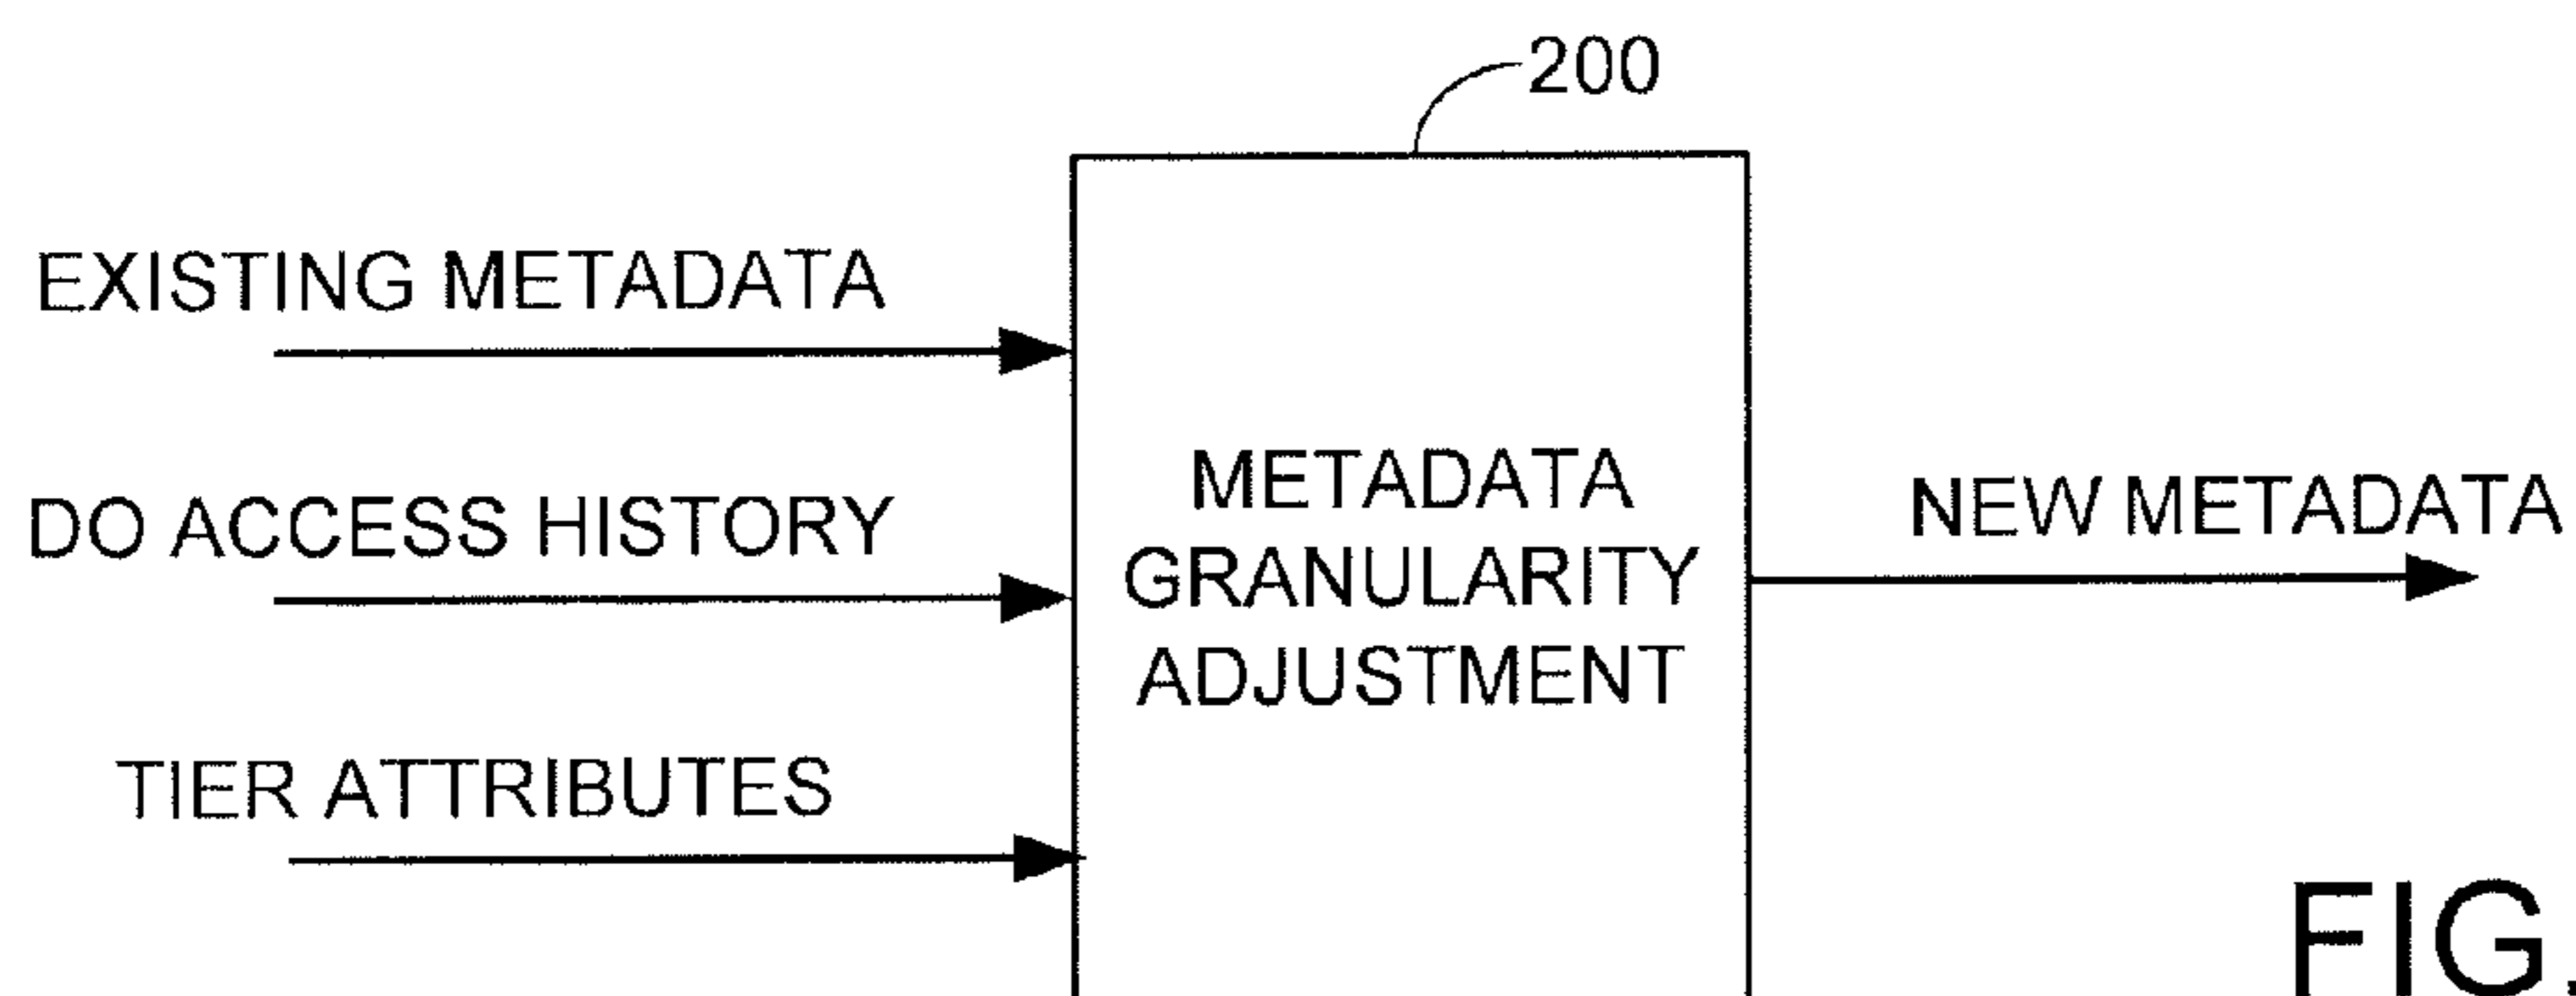 200
EXISTING METADATA
DO ACCESS HISTORY
TIER ATTRIBUTES
METADATA
GRANULARITY
ADJUSTMENT
NEW METADATA
FIG.